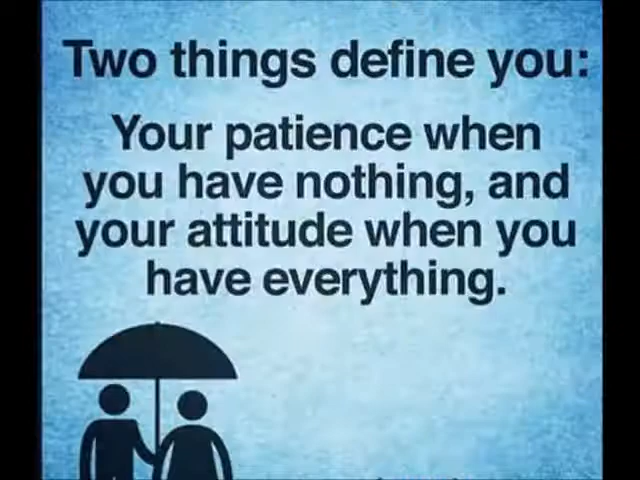 Two things define you:
Your patience when
you have nothing, and
your attitude when you
have everything.